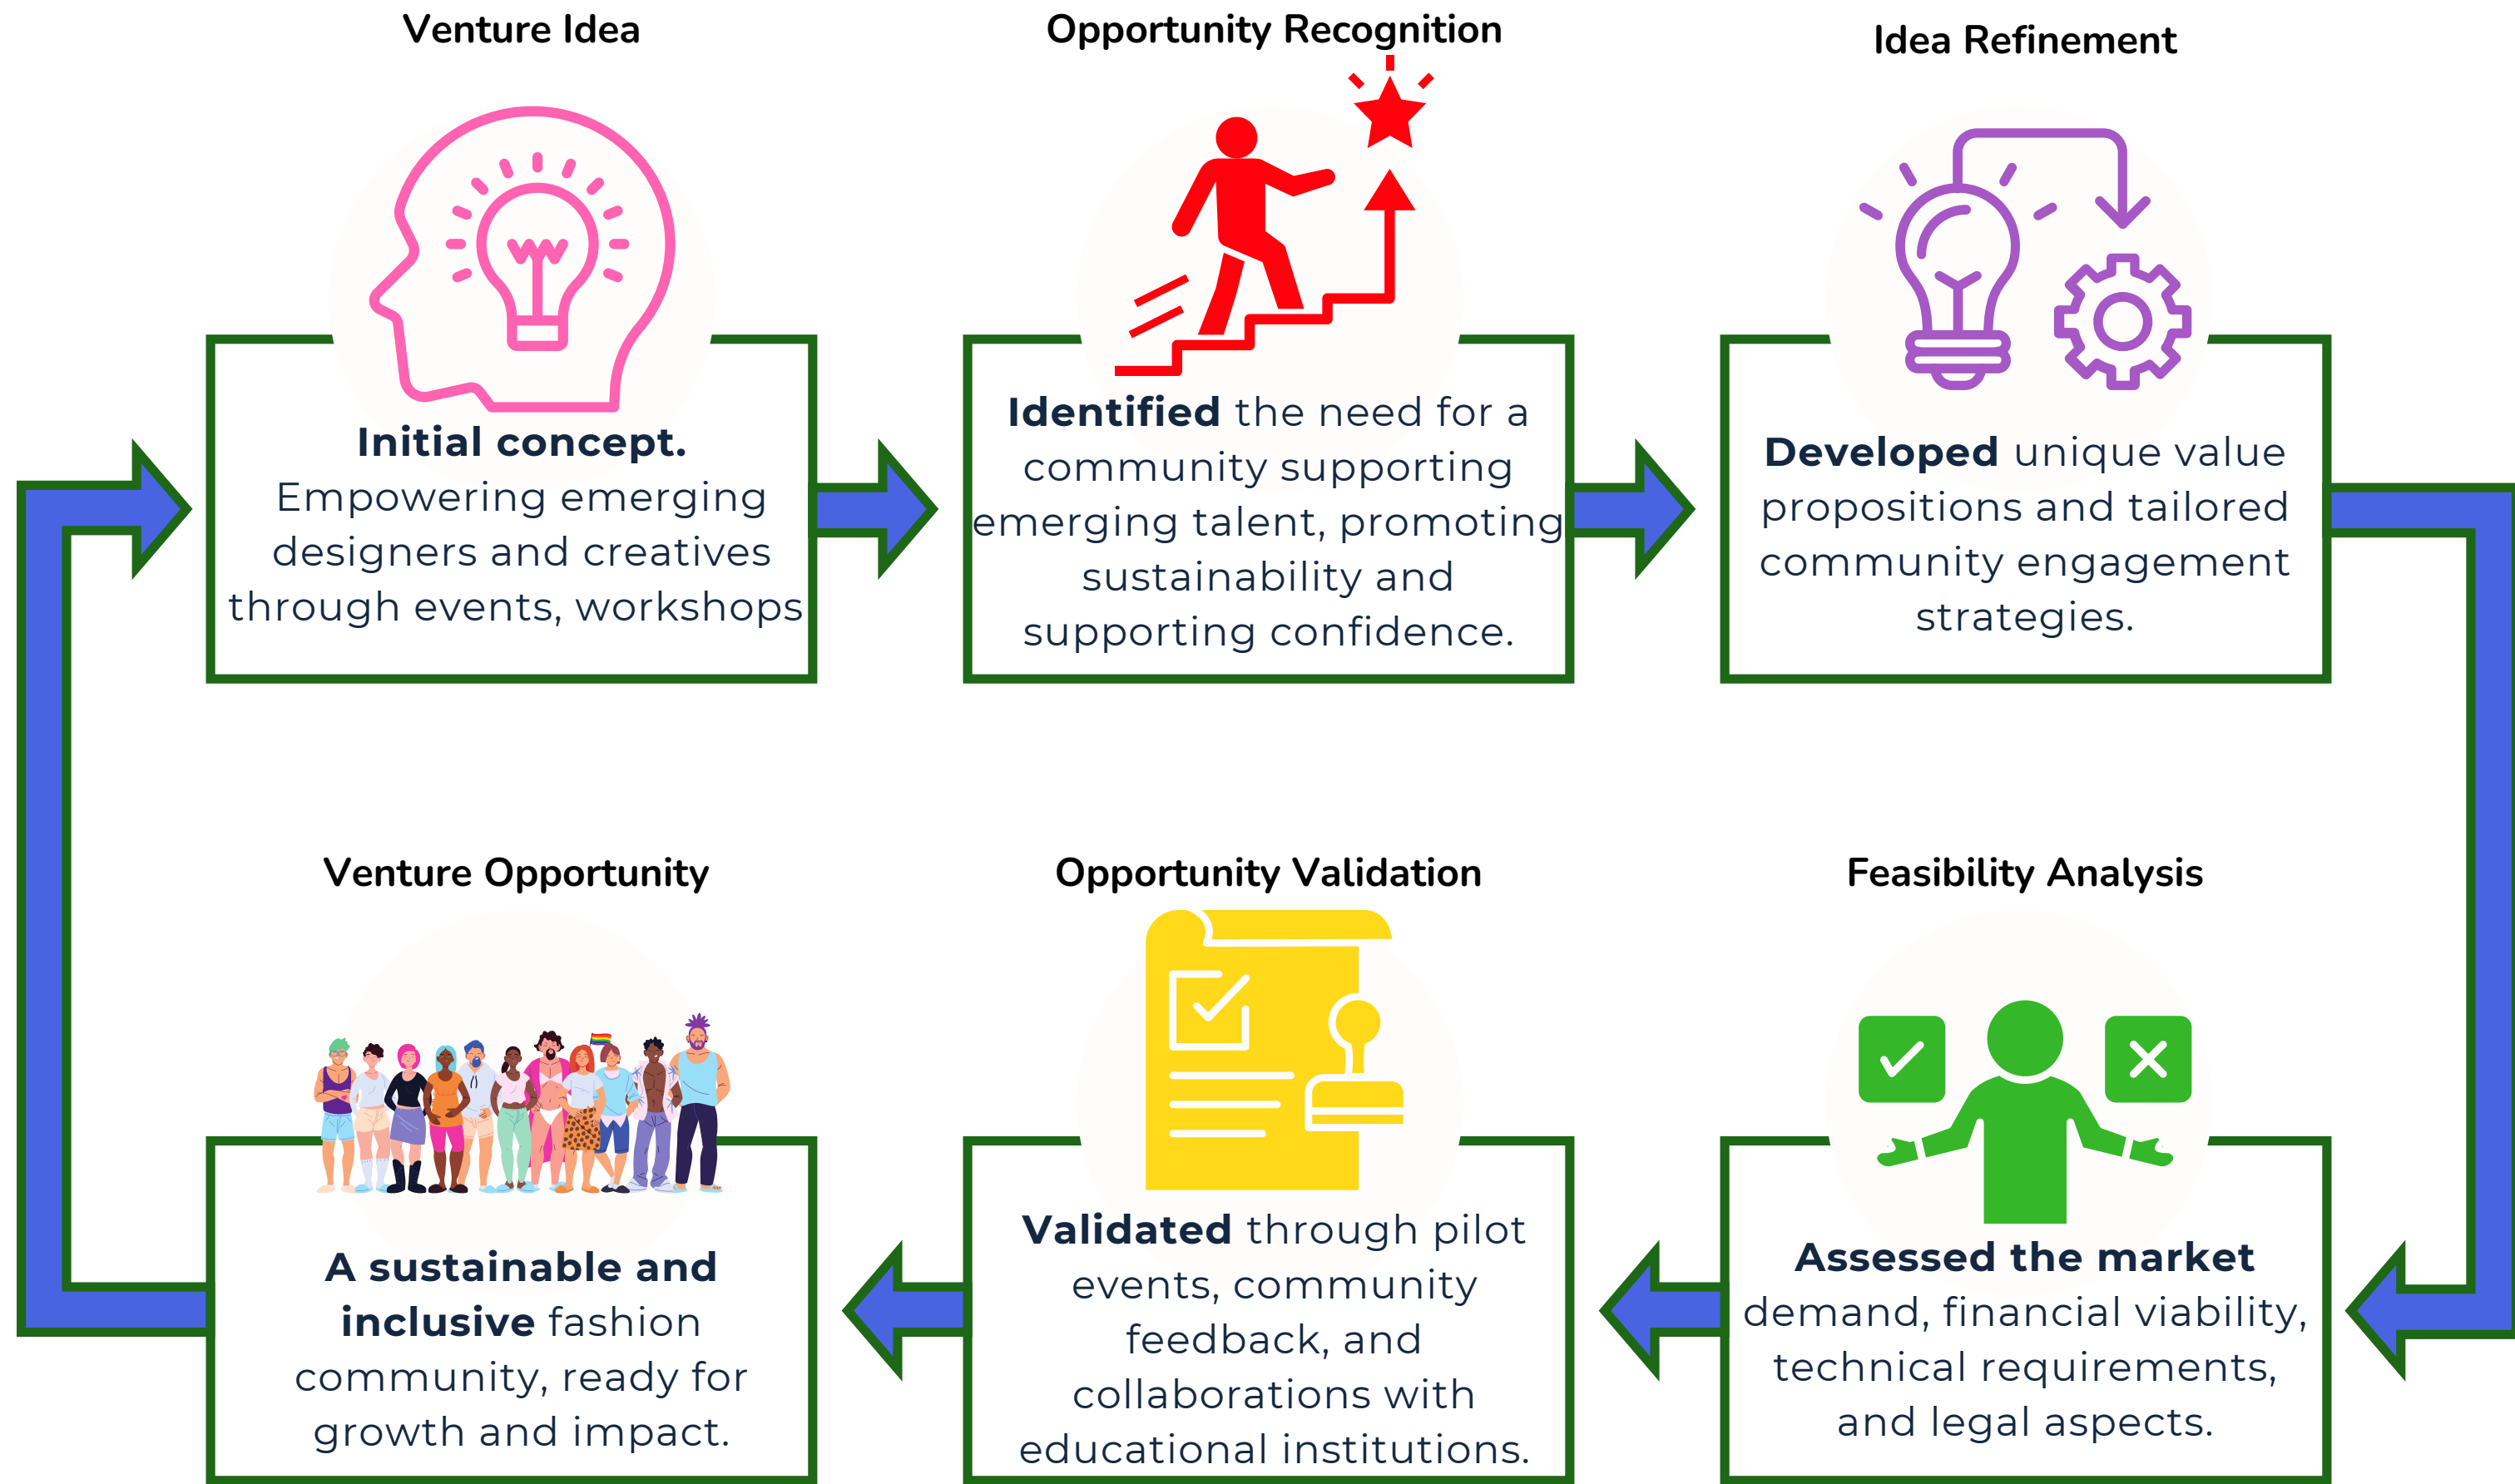 Venture Idea
Initial concept.
Empowering emerging
designers and creatives
through events, workshops
Opportunity Recognition
Identified the need for a
community supporting
emerging talent, promoting
sustainability and
supporting confidence.
Idea Refinement
Developed unique value
propositions and tailored
community engagement
strategies.
Feasibility Analysis
Assessed the market
demand, financial viability,
technical requirements,
and legal aspects.
Opportunity Validation
Validated through pilot
events, community
feedback, and
collaborations with
educational institutions.
Venture Opportunity
A sustainable and
inclusive fashion
community, ready for
growth and impact.